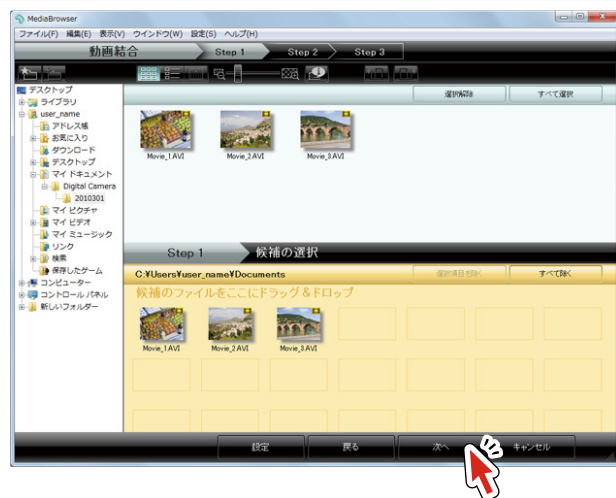 MediaBrowser
ファイル(F) 編集(E) 表示(V) ウインドウ(W) 設定(S) ヘルプ(H)
動画結合 Step 1 Step 2 Step 3
選択解除 すべて選択
デスクトップ
ライブラリ
user_name
アドレス帳
お気に入り
ダウンロード
デスクトップ
マイ ドキュメント
Digital Camera
2010301
マイ ピクチャ
マイ ビデオ
マイ ミュージック
リンク
検索
保存したゲーム
コンピューター
コントロール パネル
新しいフォルダー
Movie_1.AVI Movie_2.AVI Movie_3.AVI
Step 1 候補の選択
C:¥Users¥user_name¥Documents 選択項目を除く すべて除く
候補のファイルをここにドラッグ & ドロップ
Movie_1.AVI Movie_2.AVI Movie_3.AVI
設定 戻る 次へ キャンセル